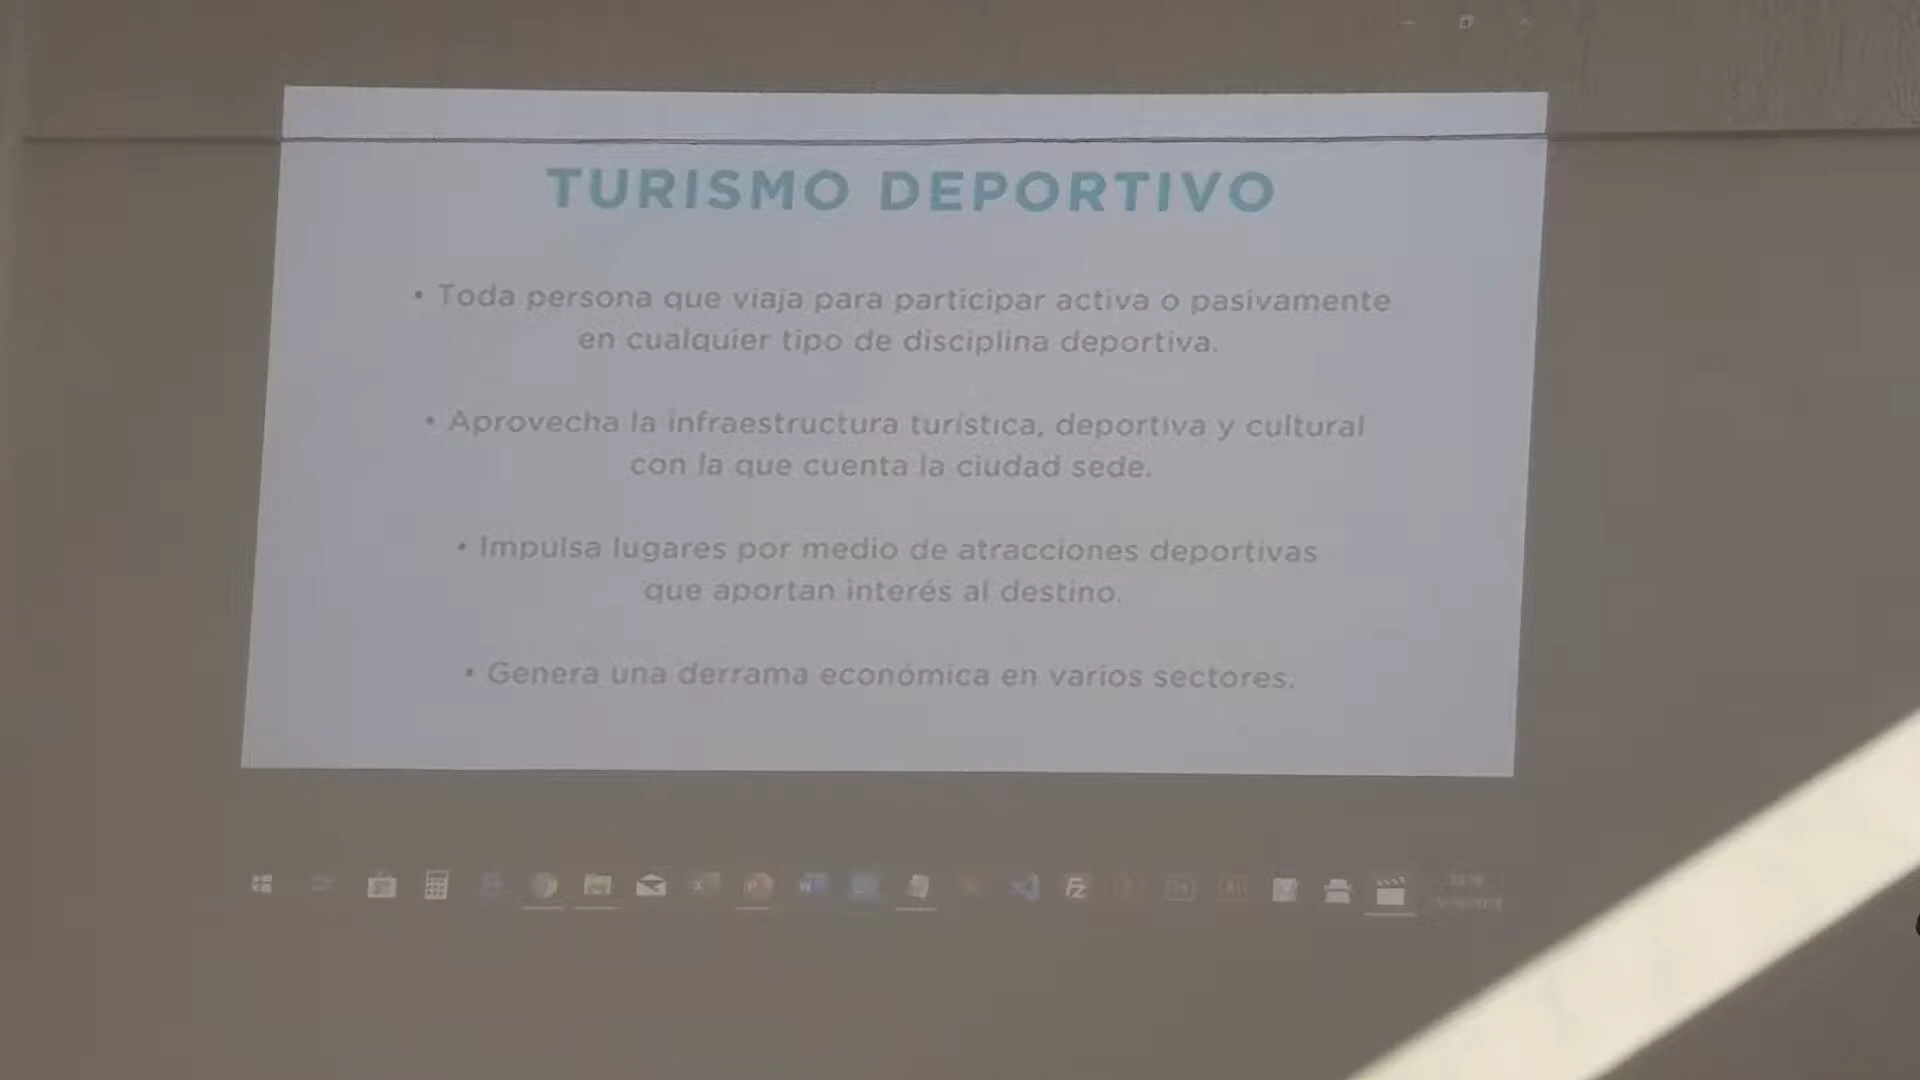 TURISMO DEPORTIVO
• Toda persona que viaja para participar activa o pasivamente
en cualquier tipo de disciplina deportiva.
• Aprovecha la infraestructura turística, deportiva y cultural
con la que cuenta la ciudad sede.
• Impulsa lugares por medio de atracciones deportivas
que aportan interés al destino.
• Genera una derrama económica en varios sectores.